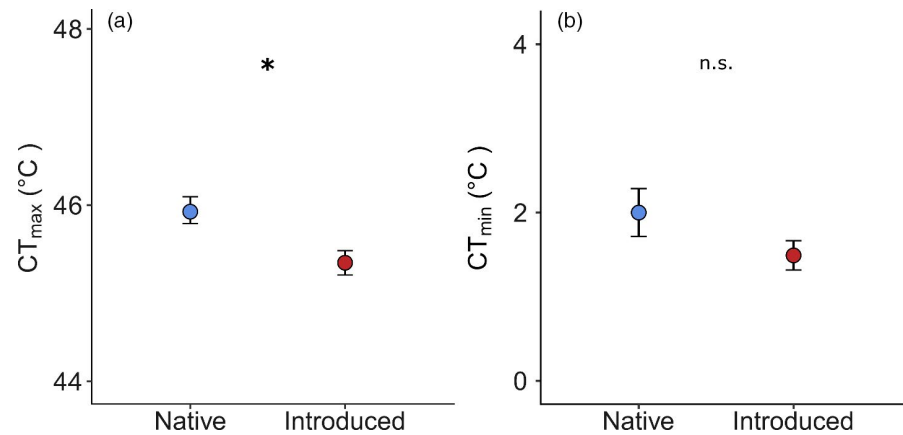 (a)
48
*
46
44
CTmax (°C )
Native Introduced
(b)
4
n.s.
2
0
CTmin (°C )
Native Introduced